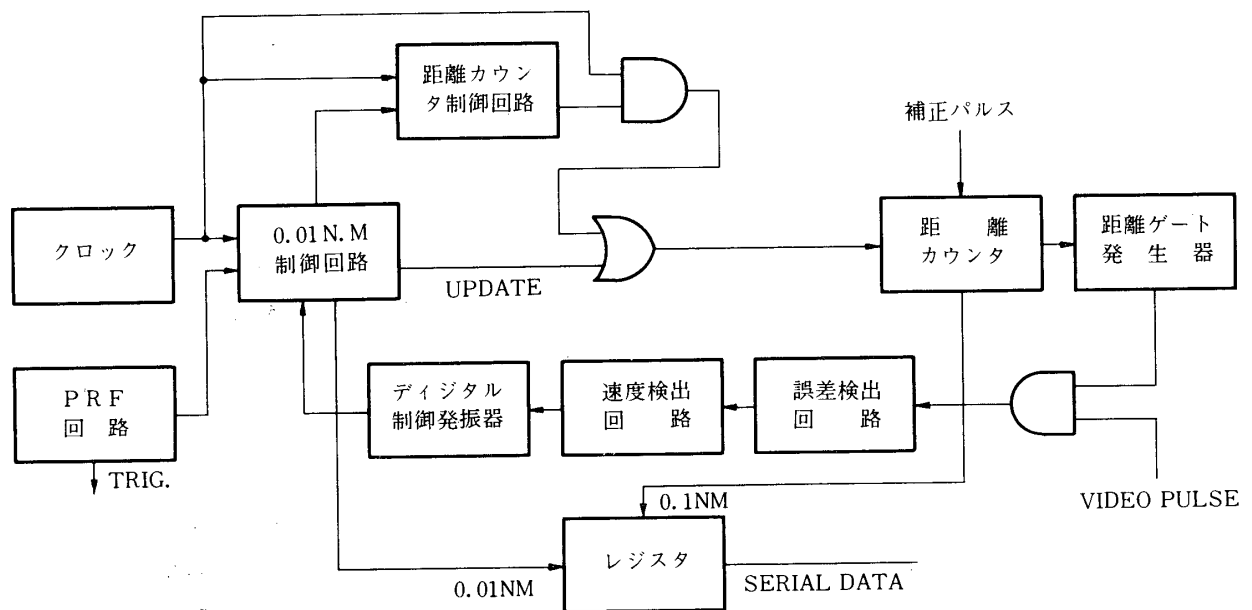 距離カウン
タ制御回路
補正パルス
クロック
0.01N.M
制御回路
UPDATE
距離
カウンタ
距離ゲート
発生器
PRF
回路
TRIG.
ディジタル
制御発振器
速度検出
回路
誤差検出
回路
VIDEO PULSE
0.1NM
レジスタ
0.01NM
SERIAL DATA